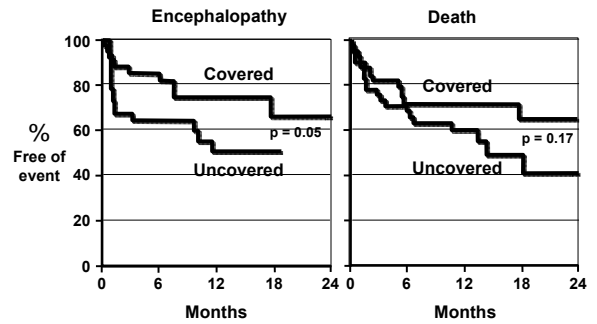 Encephalopathy
Death
100
80
60
40
20
0
%
Free of
event
Covered
p = 0.05
Uncovered
Covered
p = 0.17
Uncovered
0 6 12 18 24
0 6 12 18 24
Months
Months